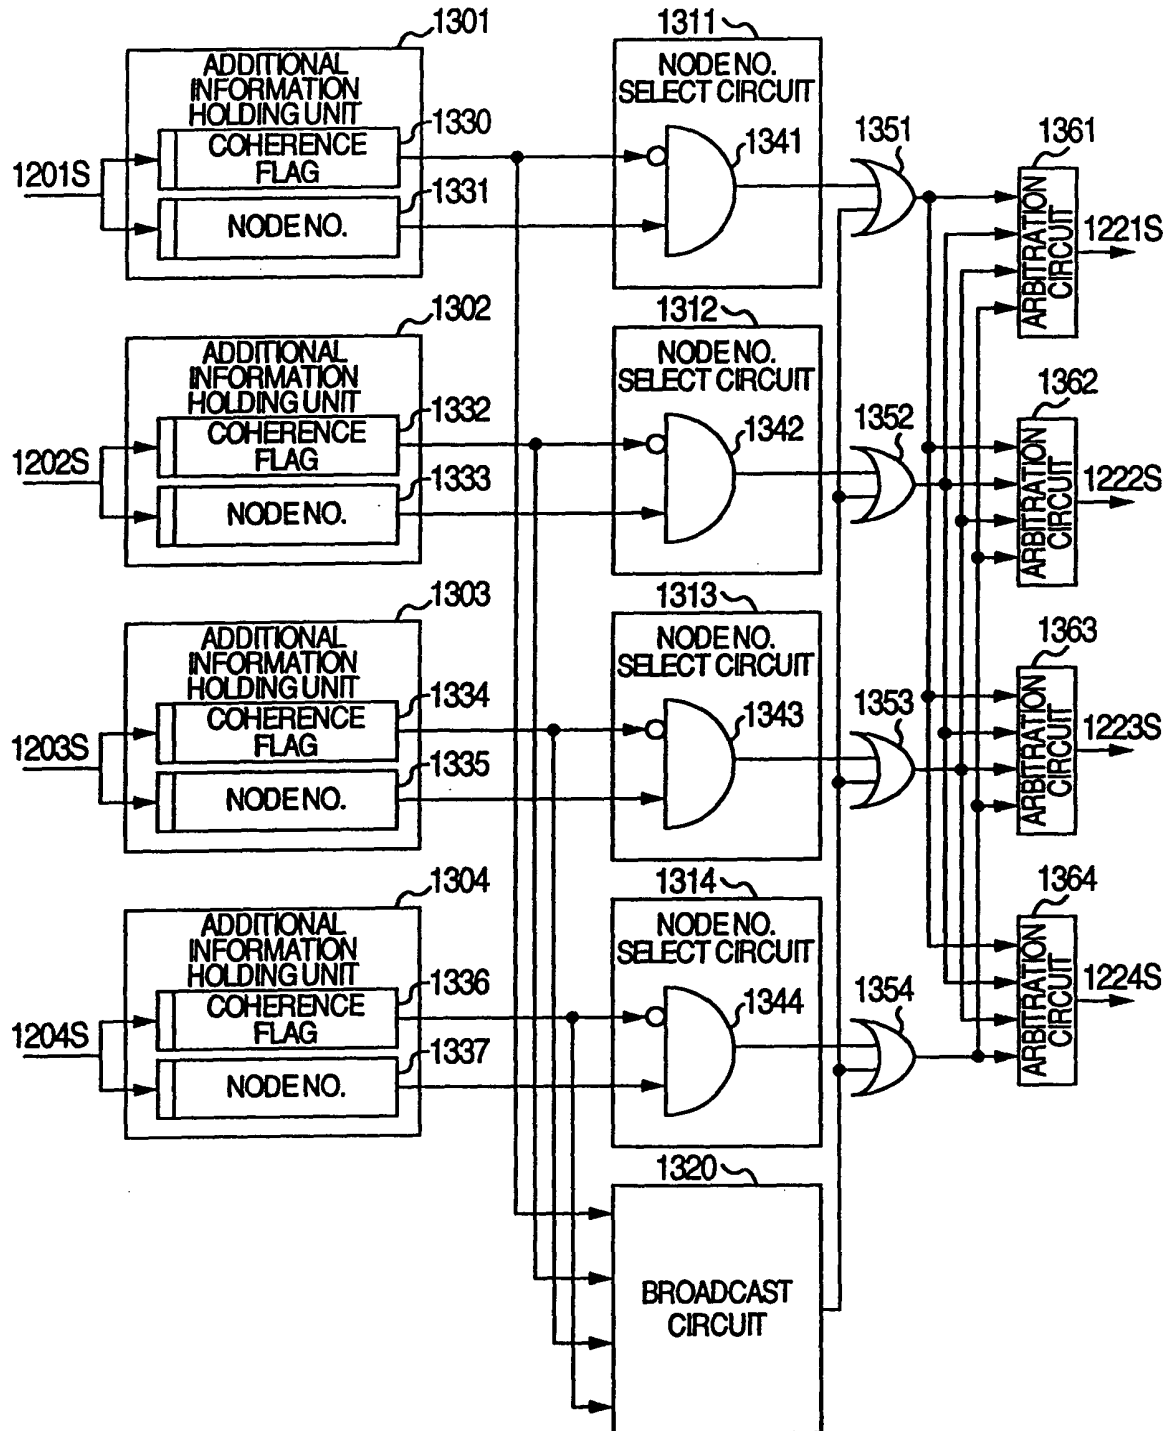 1301
ADDITIONAL
INFORMATION
HOLDING UNIT
1330
COHERENCE
FLAG
1331
NODE NO.
1201S
1311
NODE NO.
SELECT CIRCUIT
1341
1351
1361
ARBITRATION
CIRCUIT
1221S
1302
ADDITIONAL
INFORMATION
HOLDING UNIT
1332
COHERENCE
FLAG
1333
NODE NO.
1202S
1312
NODE NO.
SELECT CIRCUIT
1342
1352
1362
ARBITRATION
CIRCUIT
1222S
1303
ADDITIONAL
INFORMATION
HOLDING UNIT
1334
COHERENCE
FLAG
1335
NODE NO.
1203S
1313
NODE NO.
SELECT CIRCUIT
1343
1353
1363
ARBITRATION
CIRCUIT
1223S
1304
ADDITIONAL
INFORMATION
HOLDING UNIT
1336
COHERENCE
FLAG
1337
NODE NO.
1204S
1314
NODE NO.
SELECT CIRCUIT
1344
1354
1364
ARBITRATION
CIRCUIT
1224S
1320
BROADCAST
CIRCUIT